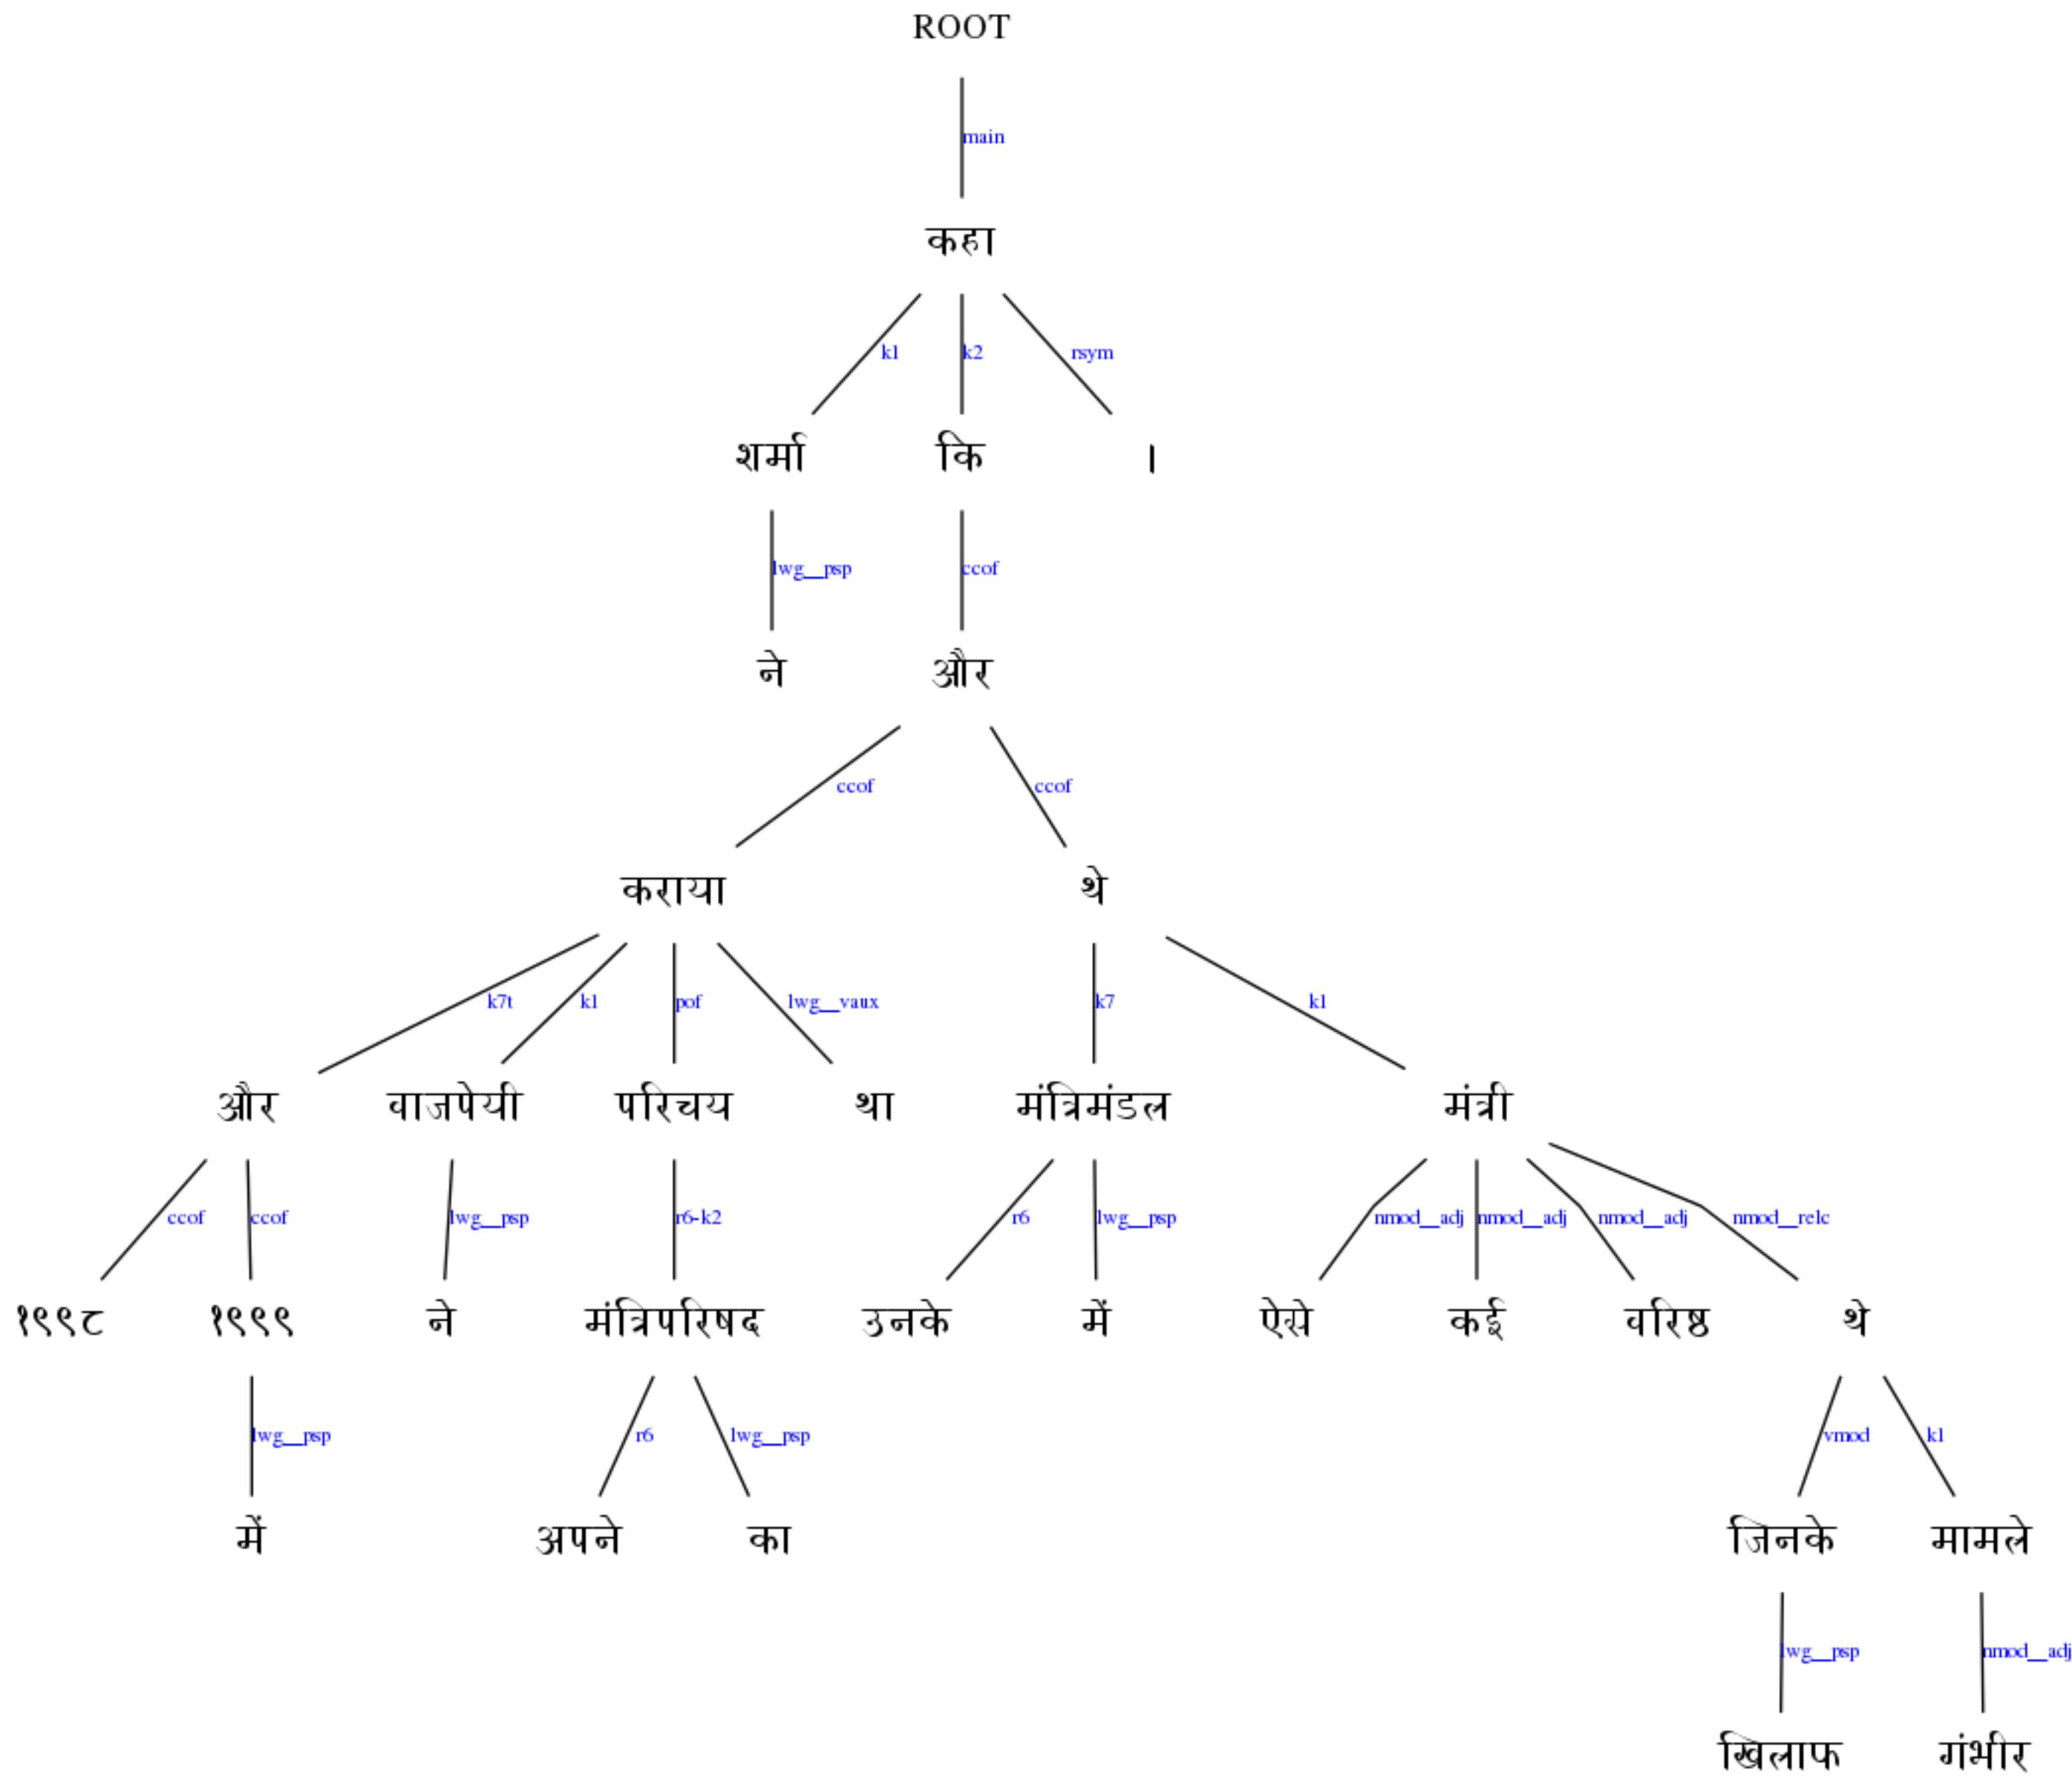 ROOT
main
कहा
k1 k2 rsym
शर्मा कि ।
lwg__psp ccof
ने और
ccof ccof
कराया थे
k7t k1 pof lwg__vaux k7 k1
और वाजपेयी परिचय था मंत्रिमंडल मंत्री
ccof ccof lwg__psp r6-k2 r6 lwg__psp nmod__adj nmod__adj nmod__adj nmod__relc
१९९८ १९९९ ने मंत्रिपरिषद उनके में ऐसे कई वरिष्ठ थे
lwg__psp r6 lwg__psp vmod k1
में अपने का जिनके मामले
lwg__psp nmod__adj
खिलाफ गंभीर